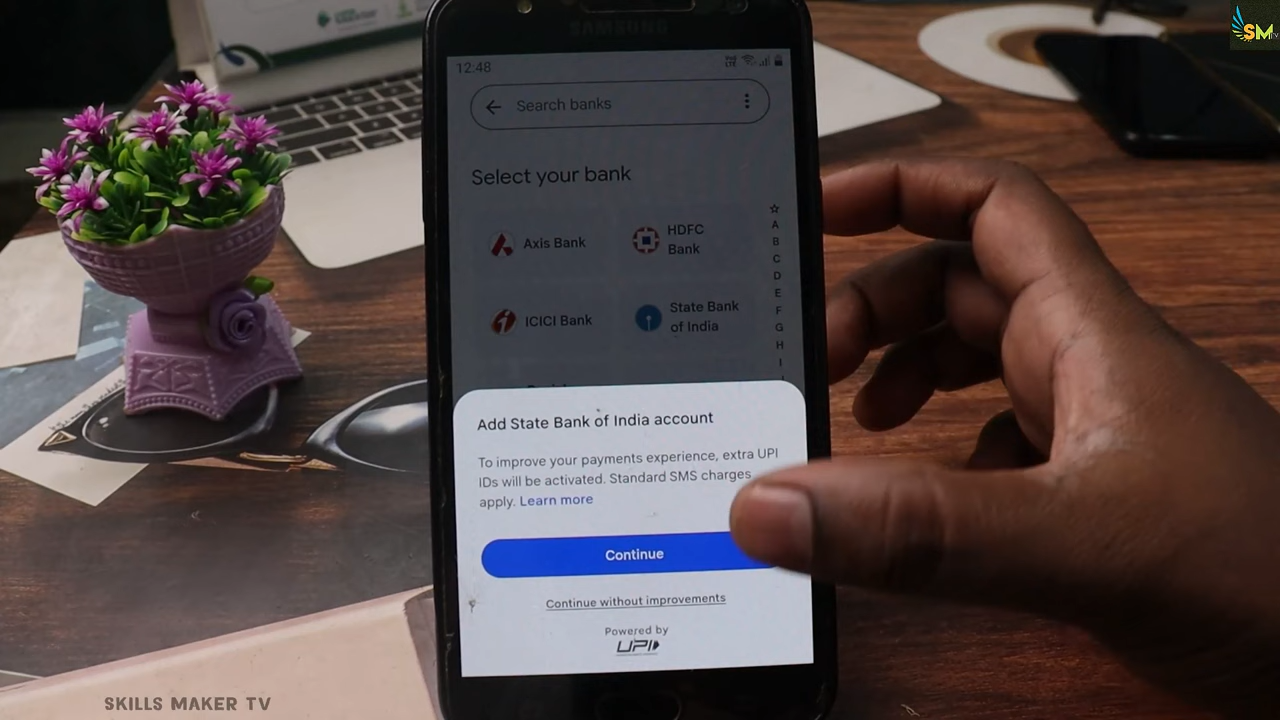 SM
SAMSUNG
12:48
Search banks
Select your bank
Axis Bank
HDFC
Bank
ICICI Bank
State Bank
of India
☆
A
B
C
D
E
F
G
H
I
Add State Bank of India account
To improve your payments experience, extra UPI
IDs will be activated. Standard SMS charges
apply. Learn more
Continue
Continue without improvements
Powered by
UPI
SKILLS MAKER TV